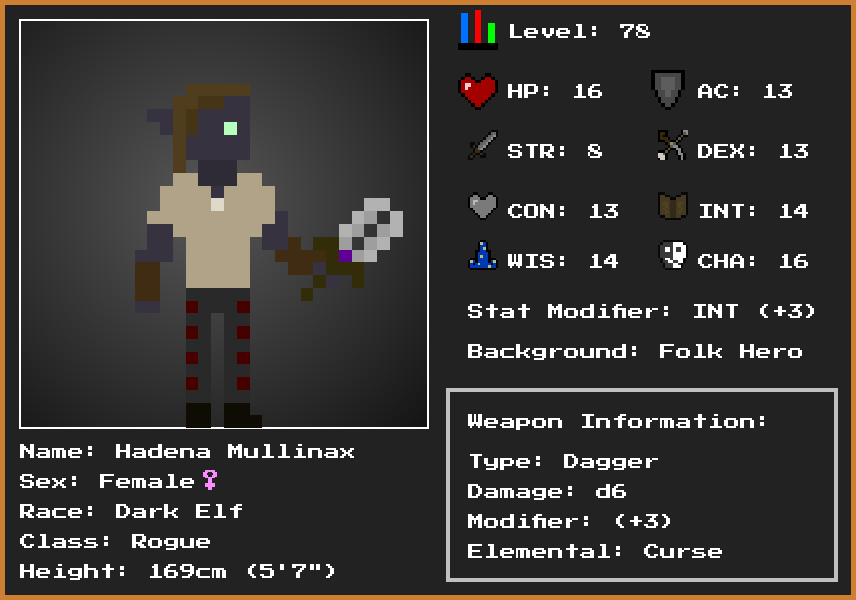 Level: 78
HP: 16
AC: 13
STR: 8
DEX: 13
CON: 13
INT: 14
WIS: 14
CHA: 16
Stat Modifier: INT (+3)
Background: Folk Hero
Weapon Information:
Type: Dagger
Damage: d6
Modifier: (+3)
Elemental: Curse
Name: Hadena Mullinax
Sex: Female♀
Race: Dark Elf
Class: Rogue
Height: 169cm (5'7")